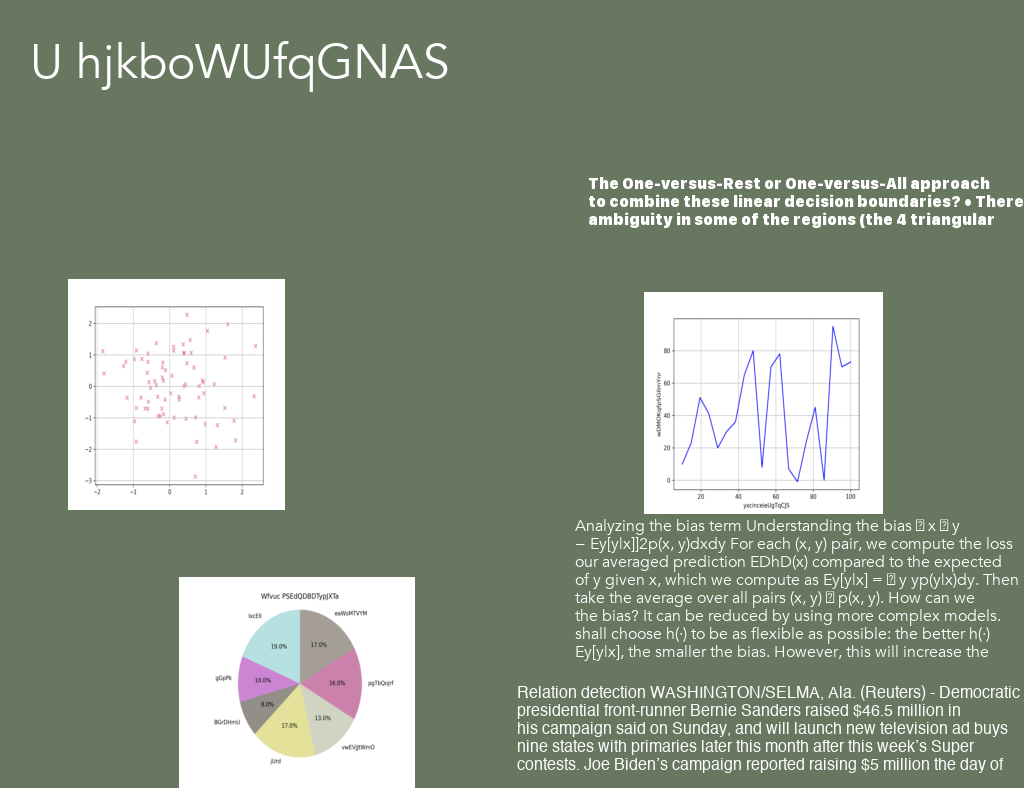 U hjkboWUfqGNAS
The One-versus-Rest or One-versus-All approach
to combine these linear decision boundaries? • There
ambiguity in some of the regions (the 4 triangular
2
1
0
−1
−2
−3
−2 −1 0 1 2
80
60
40
20
0
20 40 60 80 100
yxcinceieUgTqCJS
Analyzing the bias term Understanding the bias x y
− Ey[y|x]]2p(x, y)dxdy For each (x, y) pair, we compute the loss
our averaged prediction EDhD(x) compared to the expected
of y given x, which we compute as Ey[y|x] = y yp(y|x)dy. Then
take the average over all pairs (x, y) p(x, y). How can we
the bias? It can be reduced by using more complex models.
shall choose h(·) to be as flexible as possible: the better h(·)
Ey[y|x], the smaller the bias. However, this will increase the
Wfvuc PSEdQDBDTypJXTa
eaWsMTVYM
17.0%
pgTbQojrf
16.0%
vwEVjJtWmO
13.0%
jUrd
17.0%
BGrDHmU
8.0%
gGpPk
10.0%
19.0%
Relation detection WASHINGTON/SELMA, Ala. (Reuters) - Democratic
presidential front-runner Bernie Sanders raised $46.5 million in
his campaign said on Sunday, and will launch new television ad buys
nine states with primaries later this month after this week's Super
contests. Joe Biden's campaign reported raising $5 million the day of